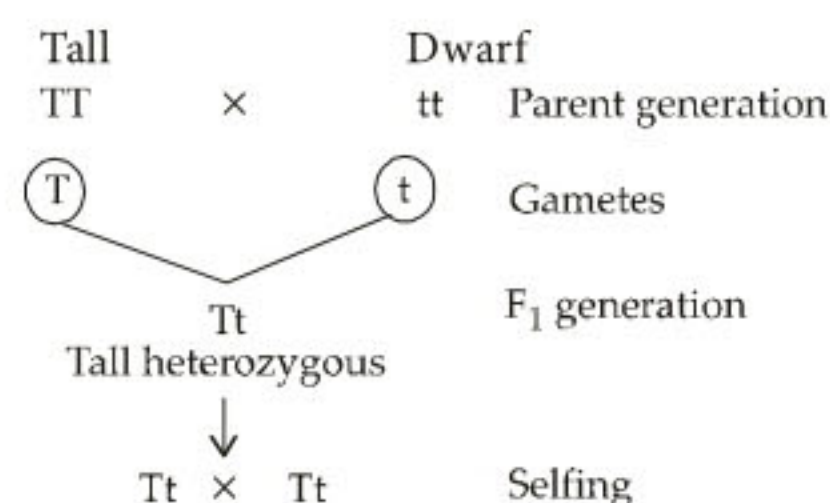 Tall Dwarf
TT × tt Parent generation
T t Gametes
Tt F₁ generation
Tall heterozygous
Tt × Tt Selfing